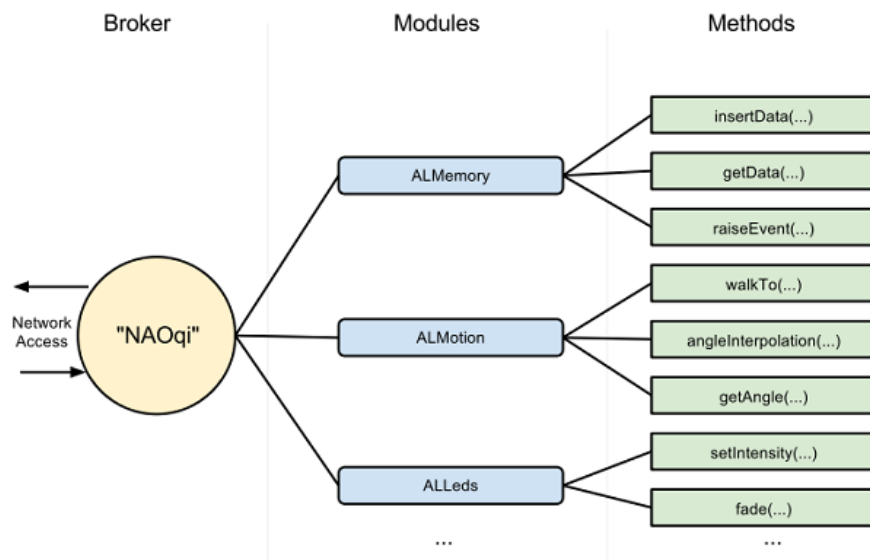 Broker
Modules
Methods
insertData(...)
ALMemory
getData(...)
raiseEvent(...)
walkTo(...)
Network
Access
"NAOqi"
ALMotion
angleInterpolation(...)
getAngle(...)
setIntensity(...)
ALLeds
fade(...)
...
...